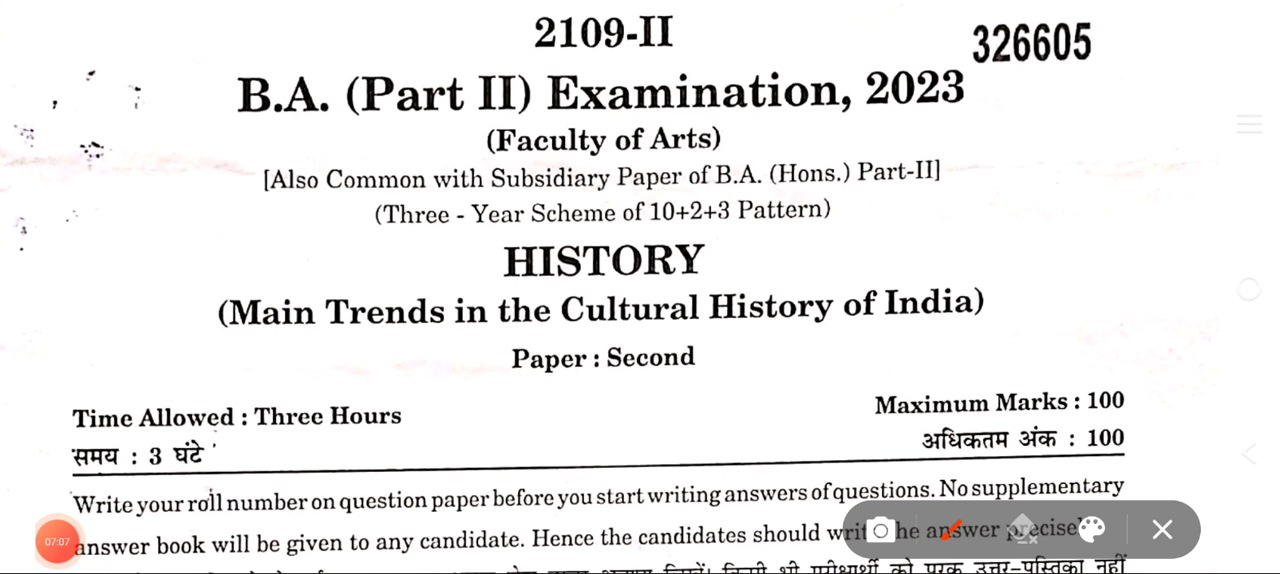 2109-II
326605
B.A. (Part II) Examination, 2023
(Faculty of Arts)
[Also Common with Subsidiary Paper of B.A. (Hons.) Part-II]
(Three - Year Scheme of 10+2+3 Pattern)
HISTORY
(Main Trends in the Cultural History of India)
Paper : Second
Time Allowed : Three Hours
Maximum Marks : 100
समय : 3 घंटे
अधिकतम अंक : 100
Write your roll number on question paper before you start writing answers of questions. No supplementary
answer book will be given to any candidate. Hence the candidates should answer
07:07